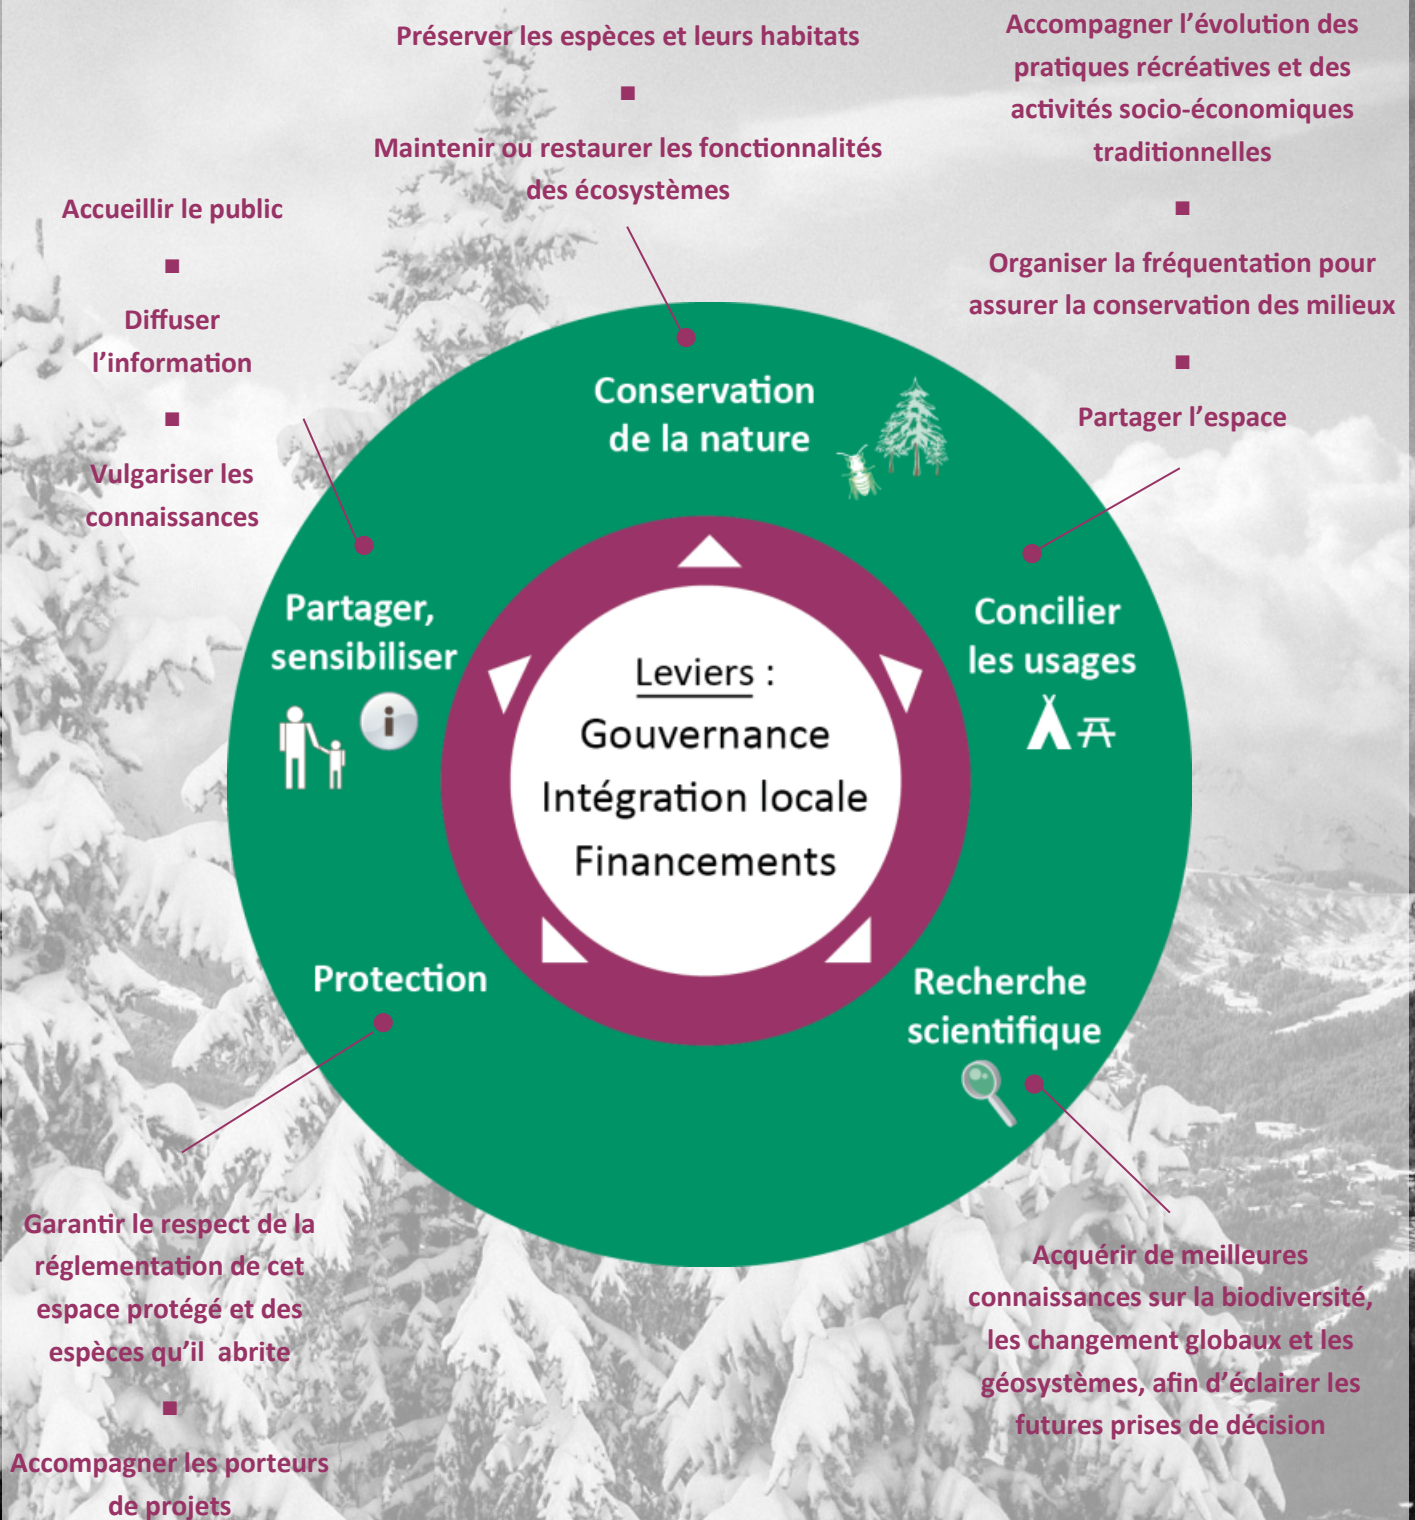 Préserver les espèces et leurs habitats
Maintenir ou restaurer les fonctionnalités
des écosystèmes
Accompagner l’évolution des
pratiques récréatives et des
activités socio-économiques
traditionnelles
Organiser la fréquentation pour
assurer la conservation des milieux
Partager l’espace
Accueillir le public
Diffuser
l’information
Vulgariser les
connaissances
Conservation
de la nature
Partager,
sensibiliser
i
Concilier
les usages
Leviers :
Gouvernance
Intégration locale
Financements
Protection
Recherche
scientifique
Garantir le respect de la
réglementation de cet
espace protégé et des
espèces qu’il abrite
Accompagner les porteurs
de projets
Acquérir de meilleures
connaissances sur la biodiversité,
les changement globaux et les
géosystèmes, afin d’éclairer les
futures prises de décision